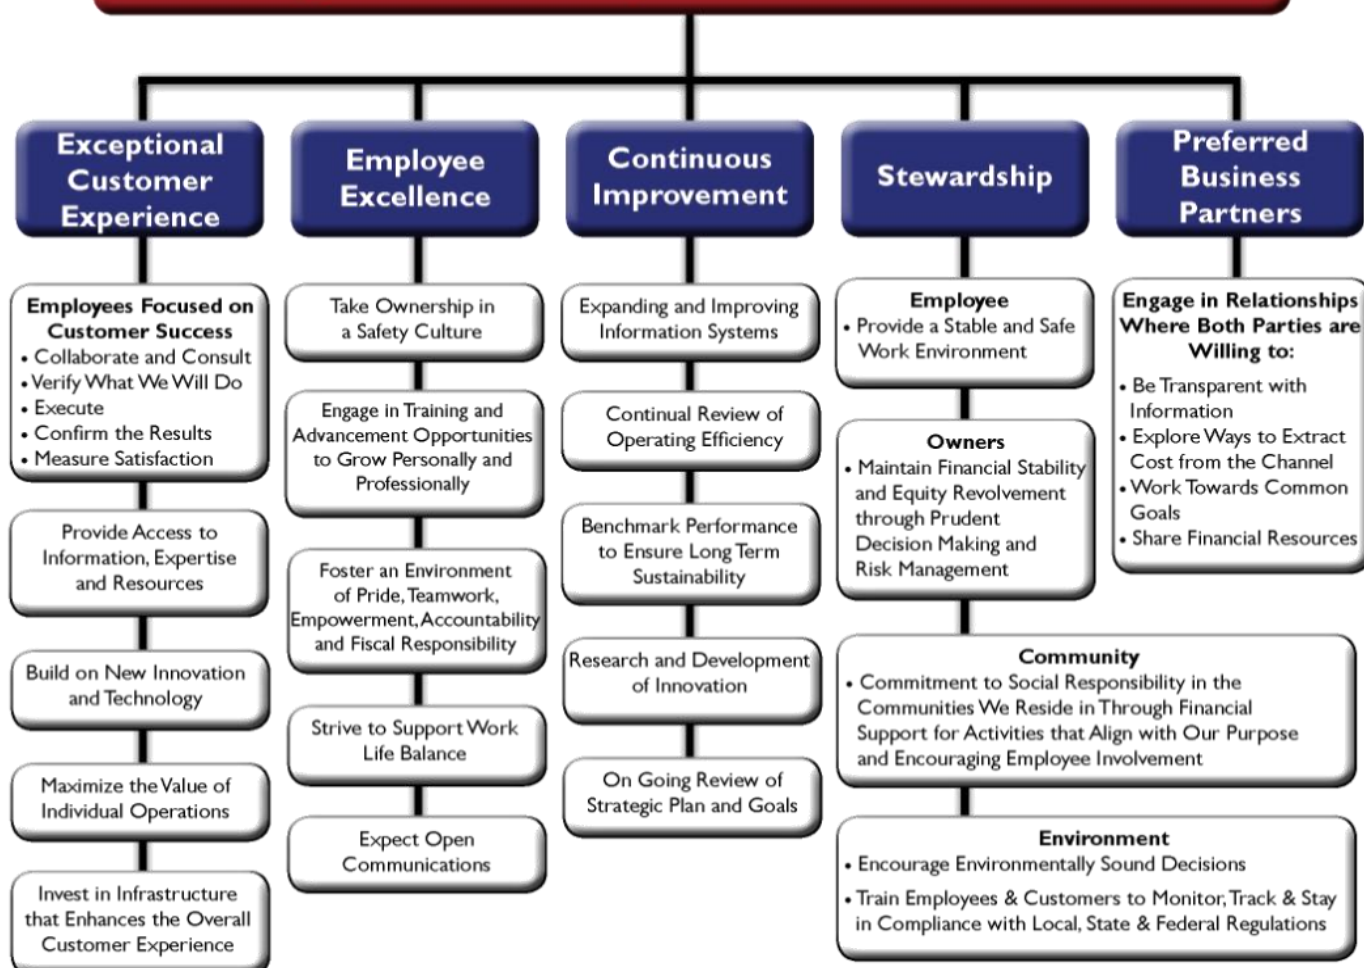 Exceptional
Customer
Experience
Employees Focused on
Customer Success
• Collaborate and Consult
• Verify What We Will Do
• Execute
• Confirm the Results
• Measure Satisfaction
Provide Access to
Information, Expertise
and Resources
Build on New Innovation
and Technology
Maximize the Value of
Individual Operations
Invest in Infrastructure
that Enhances the Overall
Customer Experience
Employee
Excellence
Take Ownership in
a Safety Culture
Engage in Training and
Advancement Opportunities
to Grow Personally and
Professionally
Foster an Environment
of Pride, Teamwork,
Empowerment, Accountability
and Fiscal Responsibility
Strive to Support Work
Life Balance
Expect Open
Communications
Continuous
Improvement
Expanding and Improving
Information Systems
Continual Review of
Operating Efficiency
Benchmark Performance
to Ensure Long Term
Sustainability
Research and Development
of Innovation
On Going Review of
Strategic Plan and Goals
Stewardship
Employee
• Provide a Stable and Safe
Work Environment
Owners
• Maintain Financial Stability
and Equity Revolvement
through Prudent
Decision Making and
Risk Management
Community
• Commitment to Social Responsibility in the
Communities We Reside in Through Financial
Support for Activities that Align with Our Purpose
and Encouraging Employee Involvement
Environment
• Encourage Environmentally Sound Decisions
• Train Employees & Customers to Monitor, Track & Stay
in Compliance with Local, State & Federal Regulations
Preferred
Business
Partners
Engage in Relationships
Where Both Parties are
Willing to:
• Be Transparent with
Information
• Explore Ways to Extract
Cost from the Channel
• Work Towards Common
Goals
• Share Financial Resources